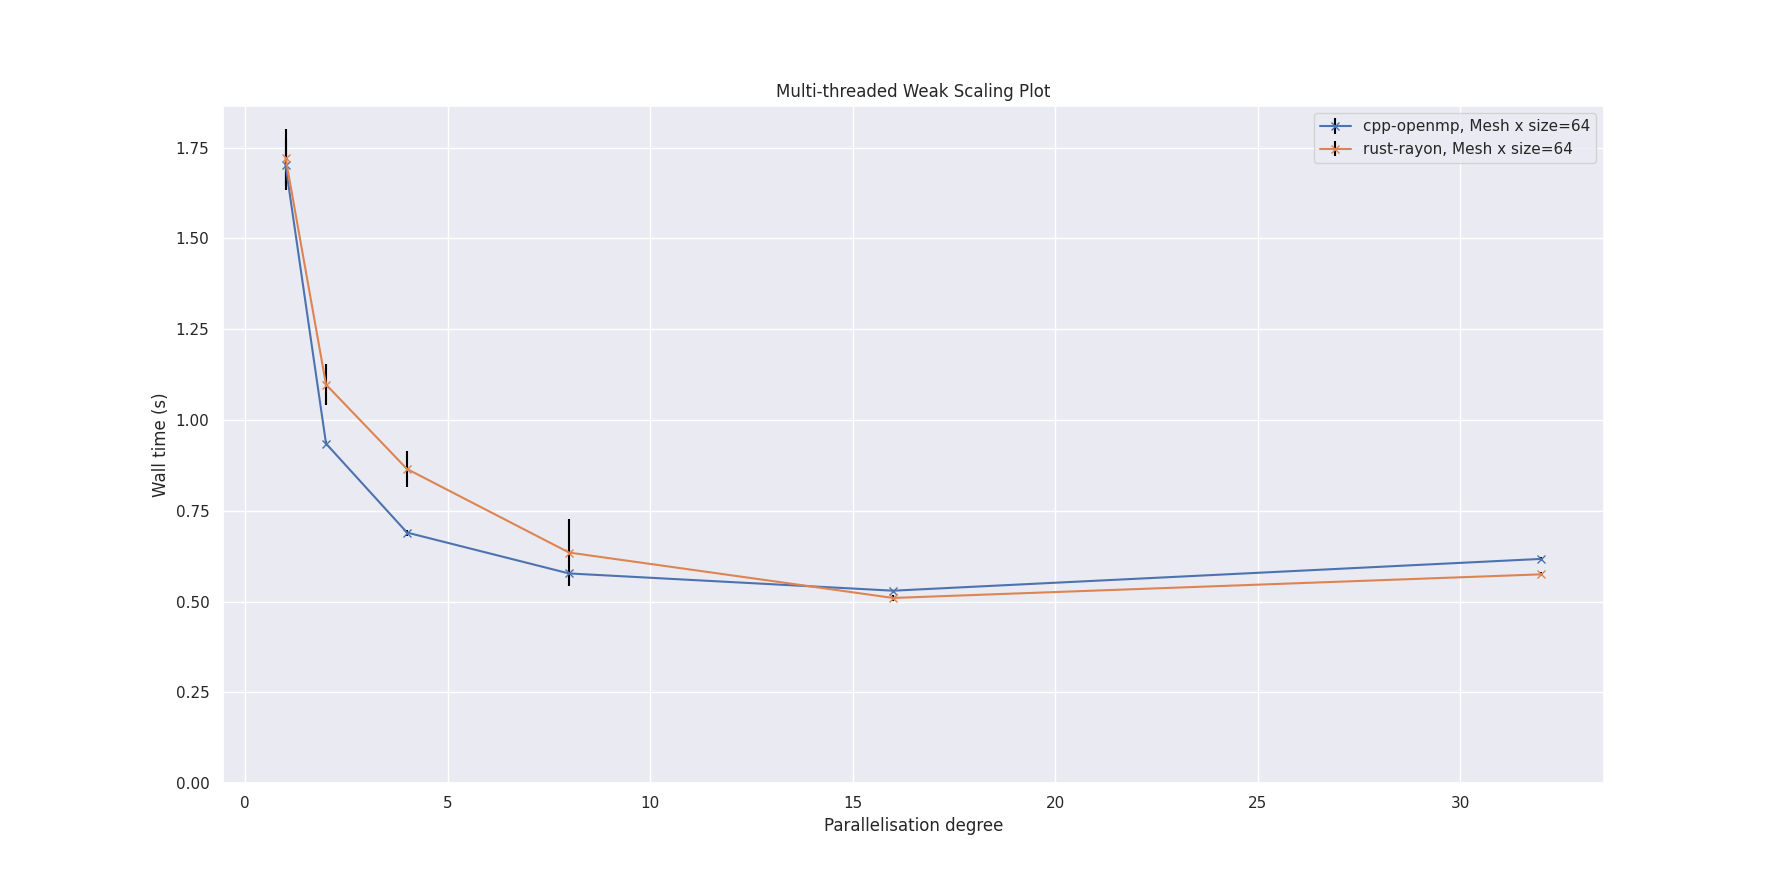 Multi-threaded Weak Scaling Plot
cpp-openmp, Mesh x size=64
rust-rayon, Mesh x size=64
1.75
1.50
1.25
1.00
0.75
0.50
0.25
0.00
Wall time (s)
0 5 10 15 20 25 30
Parallelisation degree